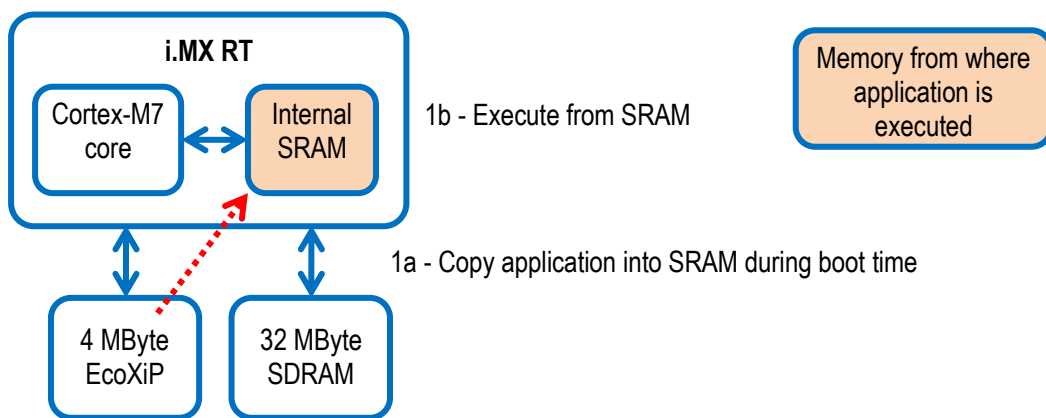 i.MX RT
Cortex-M7
core
Internal
SRAM
1b - Execute from SRAM
Memory from where
application is
executed
1a - Copy application into SRAM during boot time
4 MByte
EcoXiP
32 MByte
SDRAM